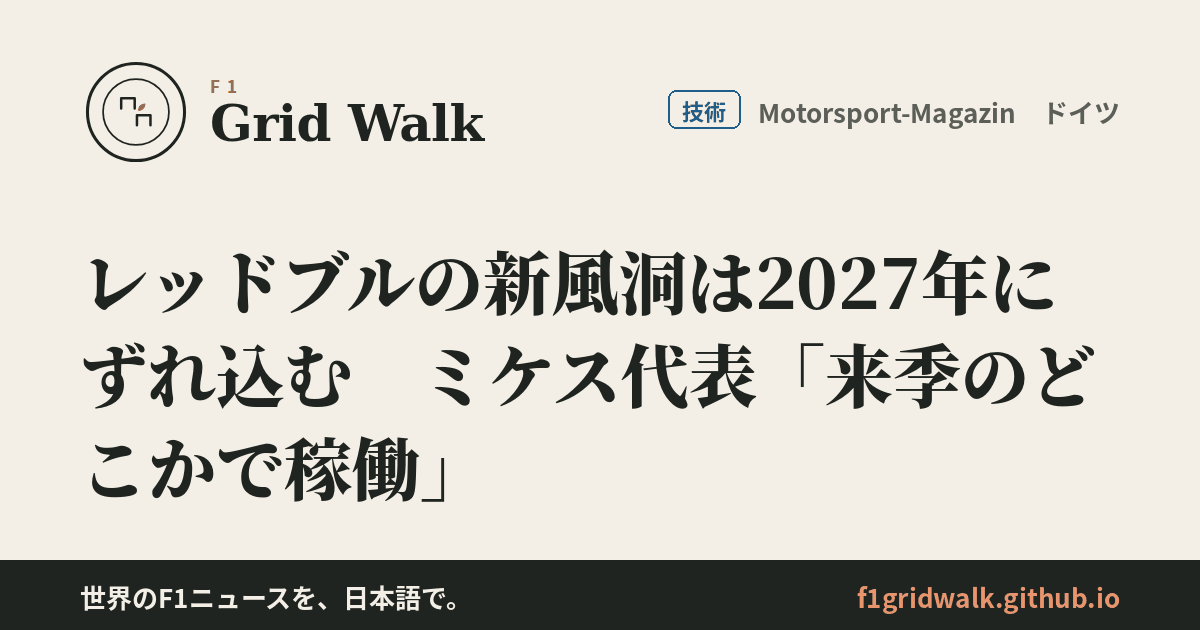 F1
Grid Walk
技術 Motorsport-Magazin ドイツ
レッドブルの新風洞は2027年に
ずれ込む　ミケス代表「来季のど
こかで稼働」
世界のF1ニュースを、日本語で。
f1gridwalk.github.io